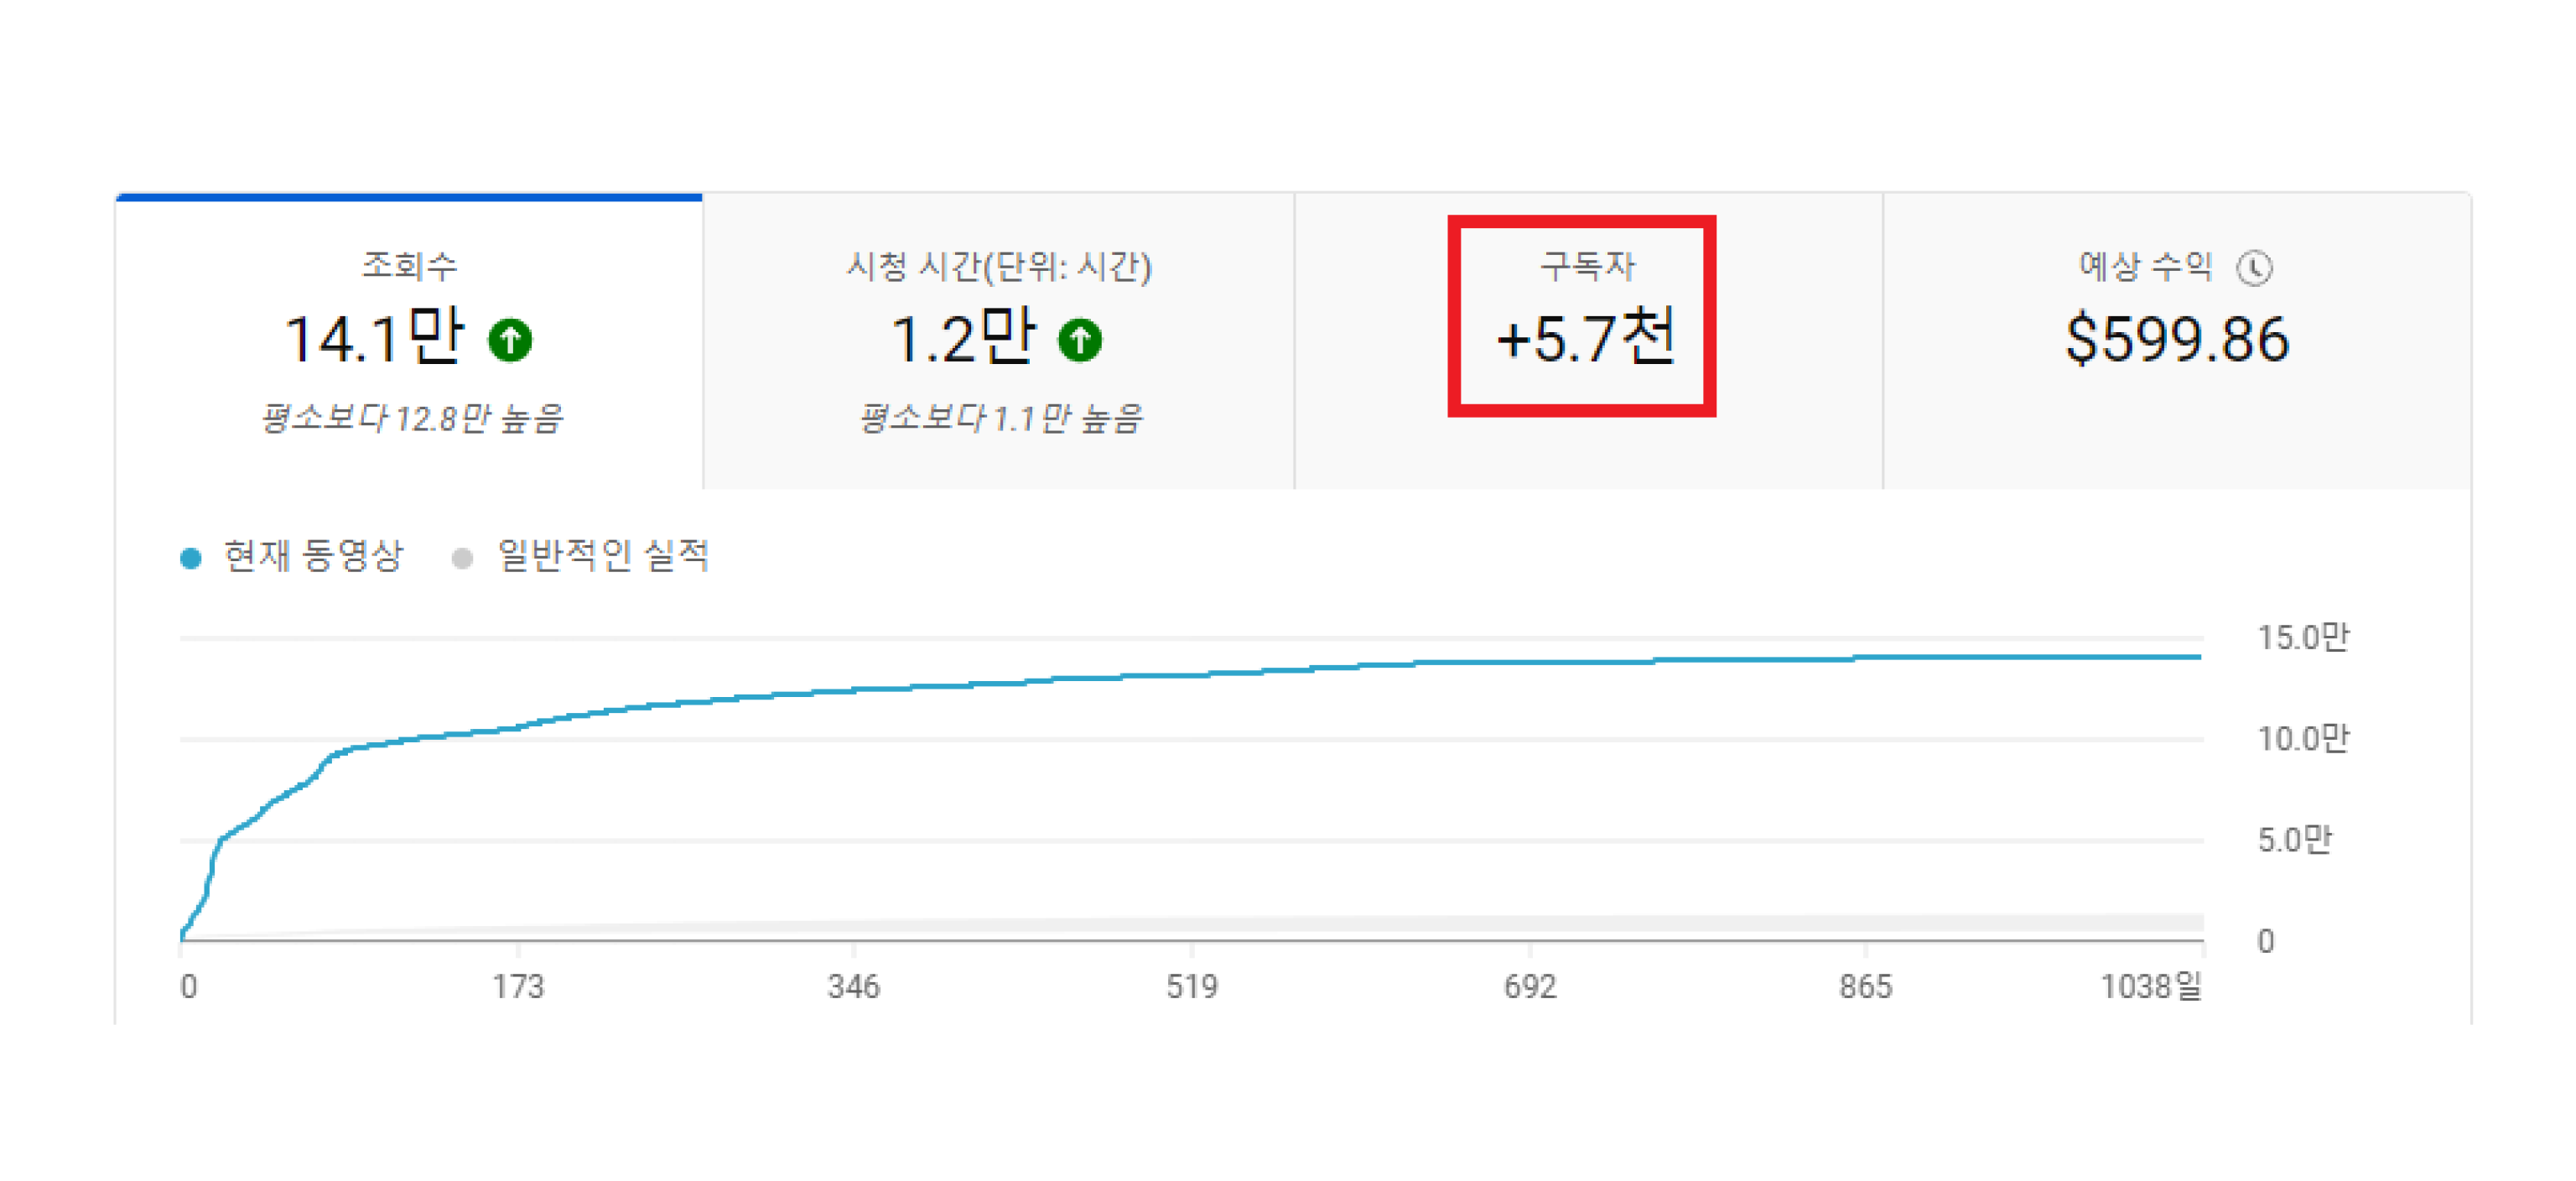 조회수
14.1만
평소보다 12.8만 높음
시청 시간(단위: 시간)
1.2만
평소보다 1.1만 높음
구독자
+5.7천
예상 수익
$599.86
현재 동영상
일반적인 실적
15.0만
10.0만
5.0만
0
0 173 346 519 692 865 1038일